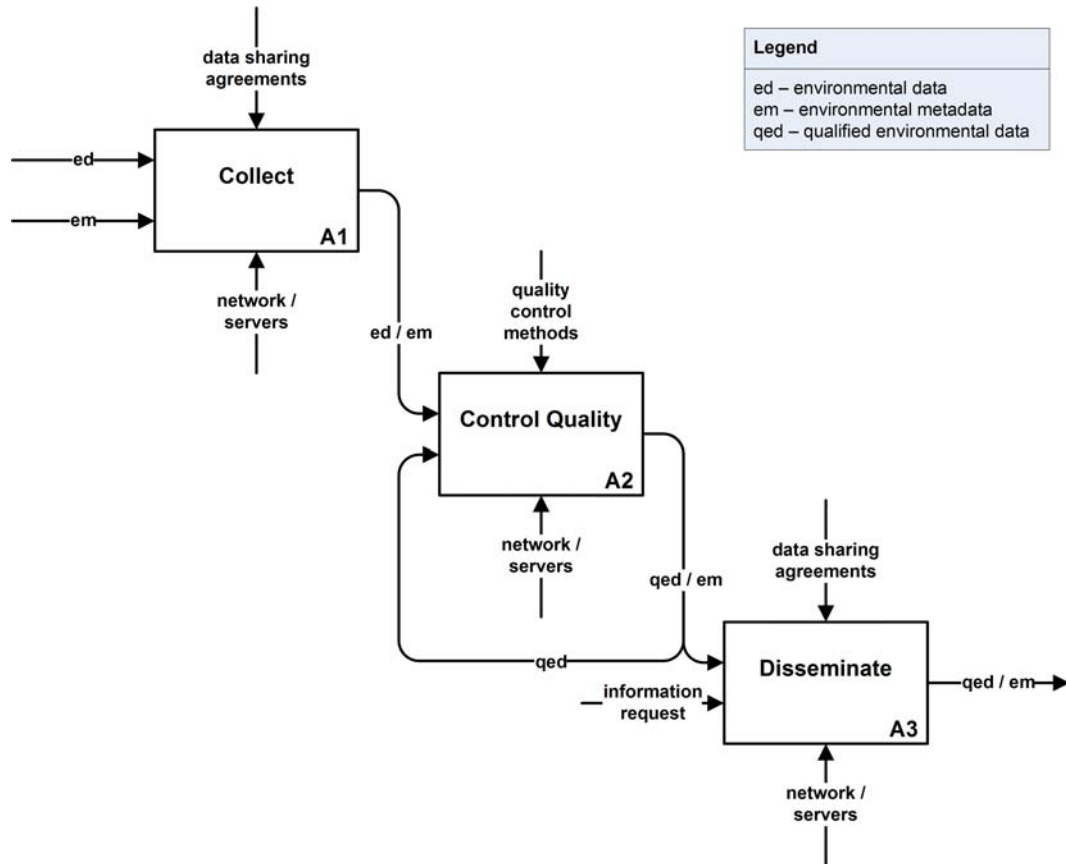 data sharing
agreements
Legend
ed – environmental data
em – environmental metadata
qed – qualified environmental data
ed
Collect
em
A1
network /
servers
quality
control
methods
ed / em
Control Quality
A2
network /
servers
data sharing
agreements
qed / em
qed
Disseminate
qed / em
information
request
A3
network /
servers